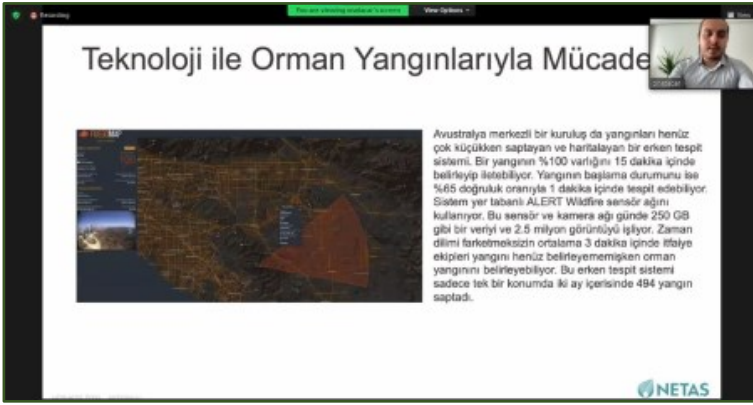 Recording
View Options
Teknoloji ile Orman Yangınlarıyla Mücade
Avustralya merkezli bir kuruluş da yangınları henüz
çok küçükken saptayan ve haritalayan bir erken tespit
sistemi. Bir yangının %100 varlığını 15 dakika içinde
belirleyip iletebiliyor. Yangının başlama durumunu ise
%65 doğruluk oranıyla 1 dakika içinde tespit edebiliyor.
Sistem yer tabanlı ALERT Wildfire sensör ağını
kullanıyor. Bu sensör ve kamera ağı günde 250 GB
gibi bir veriyi ve 2.5 milyon görüntüyü işliyor. Zaman
dilimi farketmeksizin ortalama 3 dakika içinde itfaiye
ekipleri yangını henüz belirleyememişken orman
yangınını belirleyebiliyor. Bu erken tespit sistemi
sadece tek bir konumda iki ay içerisinde 494 yangın
saptadı.
NETAS